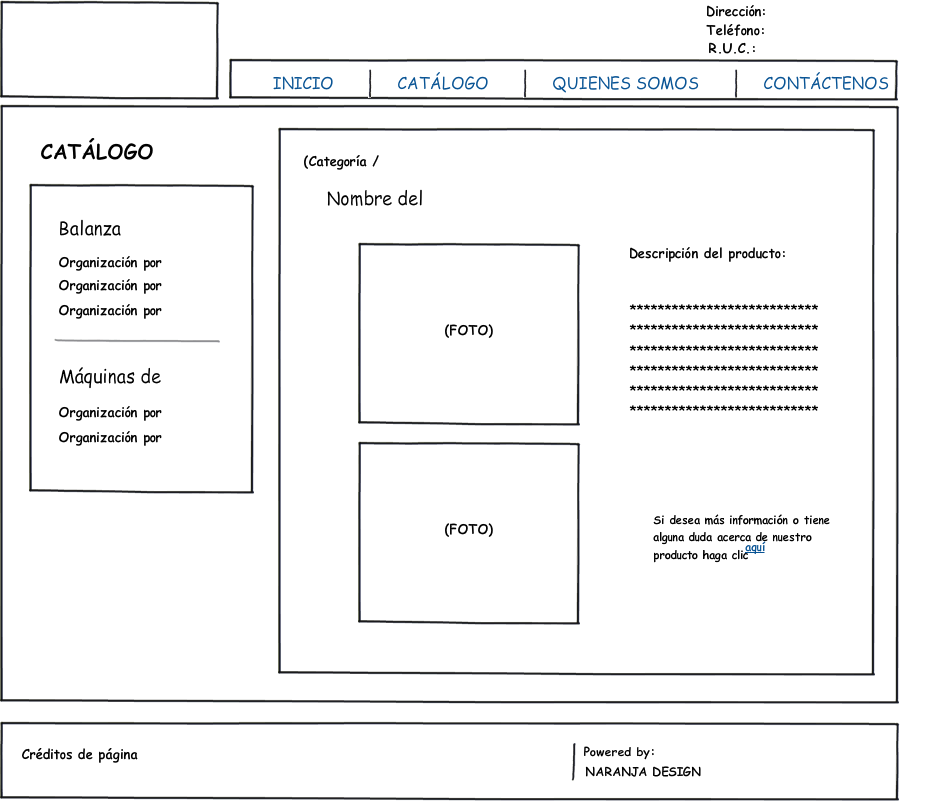 Dirección:
Teléfono:
R.U.C.:
INICIO
CATÁLOGO
QUIENES SOMOS
CONTÁCTENOS
CATÁLOGO
Balanza
Organización por
Organización por
Organización por
Máquinas de
Organización por
Organización por
(Categoría /
Nombre del
(FOTO)
Descripción del producto:
***************************
***************************
***************************
***************************
***************************
***************************
(FOTO)
Si desea más información o tiene
alguna duda acerca de nuestro
producto haga clic aquí
Créditos de página
Powered by:
NARANJA DESIGN